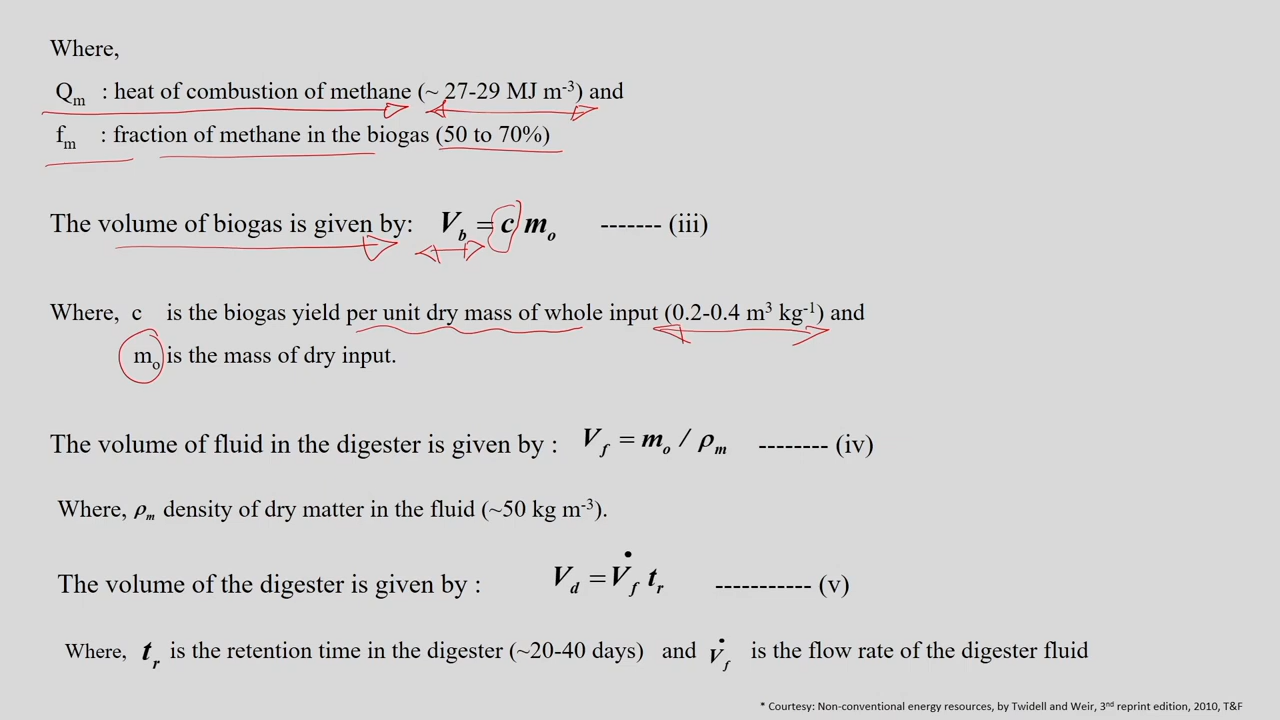 Where,
Qm : heat of combustion of methane (~ 27-29 MJ m-3) and
fm : fraction of methane in the biogas (50 to 70%)
The volume of biogas is given by: Vb = c mo ------- (iii)
Where, c is the biogas yield per unit dry mass of whole input (0.2-0.4 m3 kg-1) and
mo is the mass of dry input.
The volume of fluid in the digester is given by : Vf = mo / ρm -------- (iv)
Where, ρm density of dry matter in the fluid (~50 kg m-3).
The volume of the digester is given by : Vd = V̇f tr ----------- (v)
Where, tr is the retention time in the digester (~20-40 days) and V̇f is the flow rate of the digester fluid
* Courtesy: Non-conventional energy resources, by Twidell and Weir, 3rd reprint edition, 2010, T&F